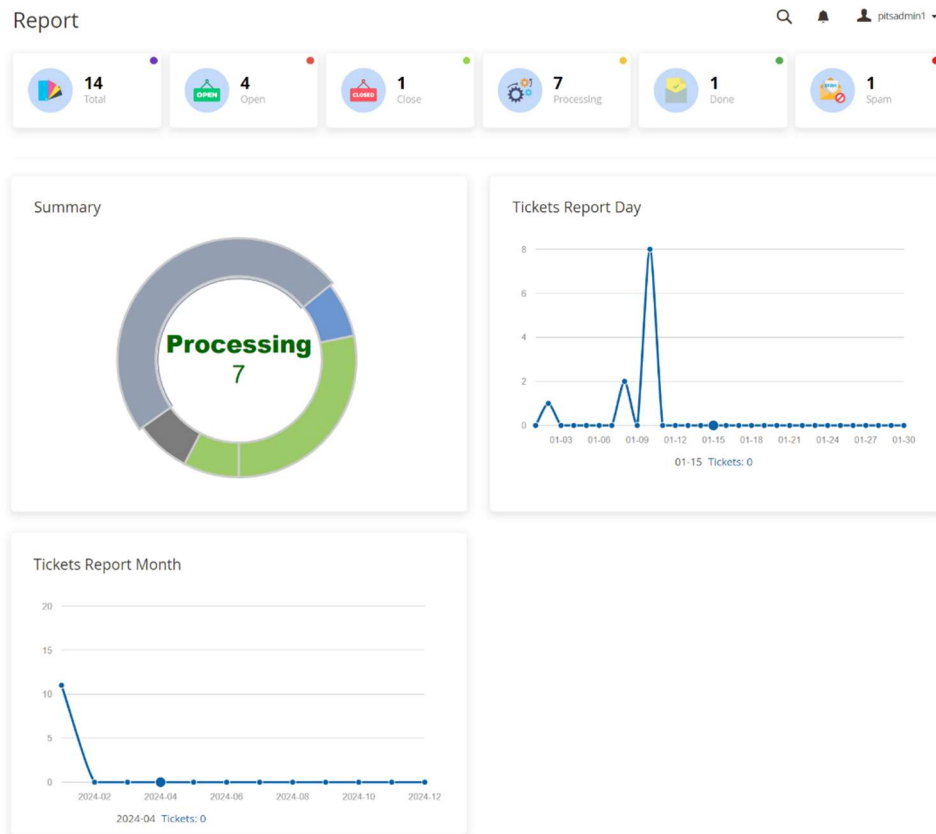 Report
pitsadmin1
14
Total
OPEN
4
Open
CLOSED
1
Close
7
Processing
1
Done
1
Spam
Summary
Processing
7
Tickets Report Day
8
6
4
2
0
01-03 01-06 01-09 01-12 01-15 01-18 01-21 01-24 01-27 01-30
01-15 Tickets: 0
Tickets Report Month
20
15
10
5
0
2024-02 2024-04 2024-06 2024-08 2024-10 2024-12
2024-04 Tickets: 0